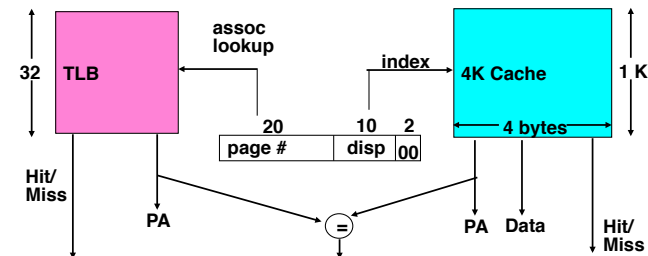 assoc
lookup
index
32
TLB
4K Cache
1 K
20
10
2
4 bytes
page #
disp
00
Hit/
Miss
PA
=
PA
Data
Hit/
Miss